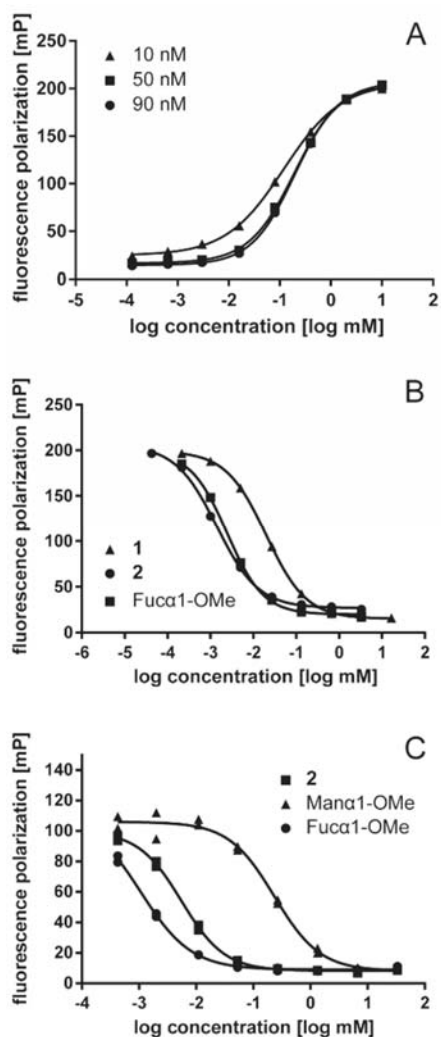 A
fluorescence polarization [mP]
250
200
150
100
50
0
10 nM
50 nM
90 nM
-5 -4 -3 -2 -1 0 1 2
log concentration [log mM]
B
fluorescence polarization [mP]
250
200
150
100
50
0
1
2
Fucα1-OMe
-6 -5 -4 -3 -2 -1 0 1 2
log concentration [log mM]
C
fluorescence polarization [mP]
140
120
100
80
60
40
20
0
2
Manα1-OMe
Fucα1-OMe
-4 -3 -2 -1 0 1 2
log concentration [log mM]